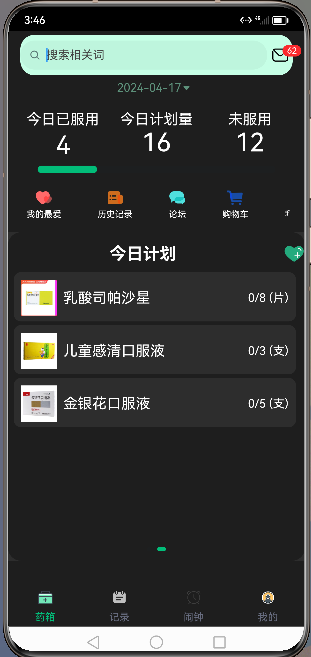 3:46
搜索相关词
62
2024-04-17
今日已服用 今日计划量 未服用
4 16 12
我的最爱 历史记录 论坛 购物车
今日计划
乳酸司帕沙星 0/8 (片)
儿童感清口服液 0/3 (支)
金银花口服液 0/5 (支)
药箱 记录 闹钟 我的